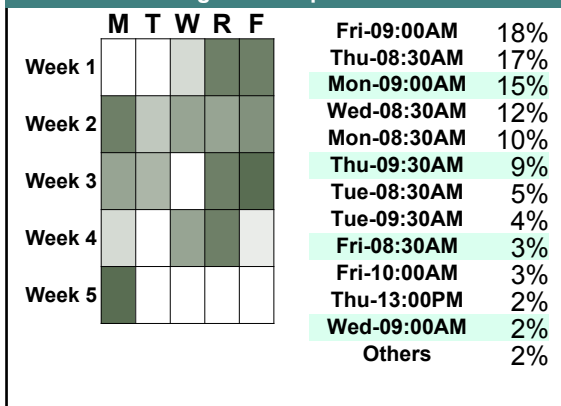 M T W R F
Week 1
Week 2
Week 3
Week 4
Week 5
Fri-09:00AM 18%
Thu-08:30AM 17%
Mon-09:00AM 15%
Wed-08:30AM 12%
Mon-08:30AM 10%
Thu-09:30AM 9%
Tue-08:30AM 5%
Tue-09:30AM 4%
Fri-08:30AM 3%
Fri-10:00AM 3%
Thu-13:00PM 2%
Wed-09:00AM 2%
Others 2%